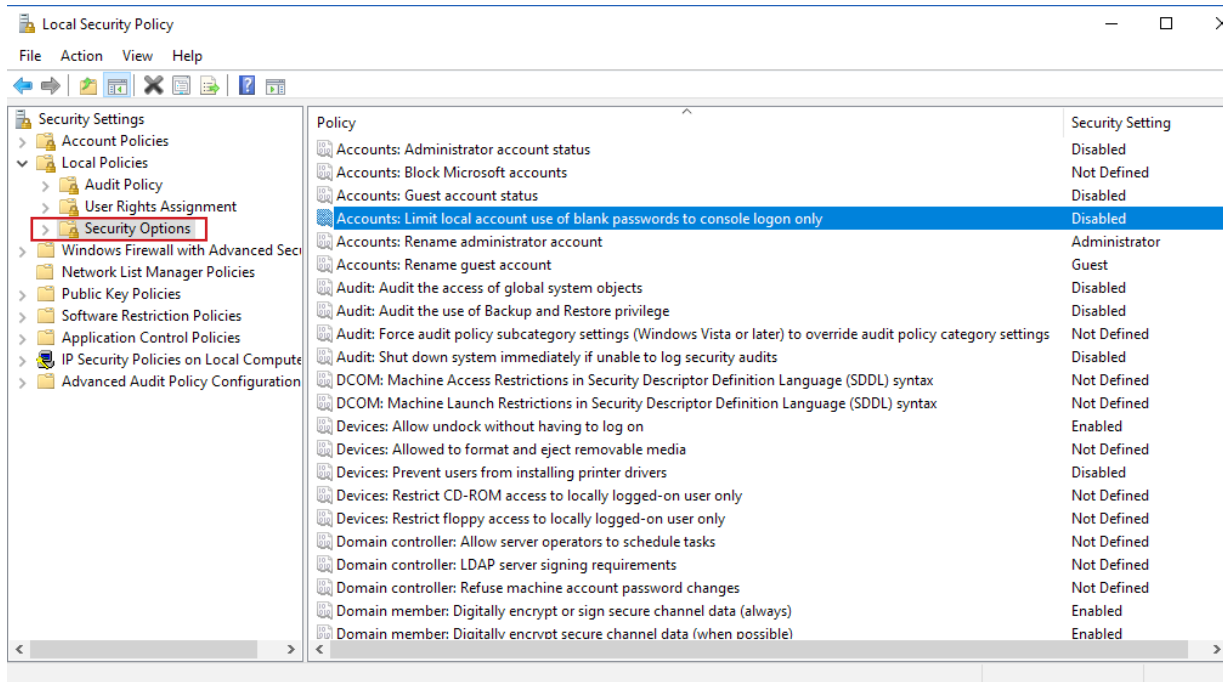 Local Security Policy
File Action View Help
Security Settings
Account Policies
Local Policies
Audit Policy
User Rights Assignment
Security Options
Windows Firewall with Advanced Secu
Network List Manager Policies
Public Key Policies
Software Restriction Policies
Application Control Policies
IP Security Policies on Local Compute
Advanced Audit Policy Configuration
Policy Security Setting
Accounts: Administrator account status Disabled
Accounts: Block Microsoft accounts Not Defined
Accounts: Guest account status Disabled
Accounts: Limit local account use of blank passwords to console logon only Disabled
Accounts: Rename administrator account Administrator
Accounts: Rename guest account Guest
Audit: Audit the access of global system objects Disabled
Audit: Audit the use of Backup and Restore privilege Disabled
Audit: Force audit policy subcategory settings (Windows Vista or later) to override audit policy category settings Not Defined
Audit: Shut down system immediately if unable to log security audits Disabled
DCOM: Machine Access Restrictions in Security Descriptor Definition Language (SDDL) syntax Not Defined
DCOM: Machine Launch Restrictions in Security Descriptor Definition Language (SDDL) syntax Not Defined
Devices: Allow undock without having to log on Enabled
Devices: Allowed to format and eject removable media Not Defined
Devices: Prevent users from installing printer drivers Disabled
Devices: Restrict CD-ROM access to locally logged-on user only Not Defined
Devices: Restrict floppy access to locally logged-on user only Not Defined
Domain controller: Allow server operators to schedule tasks Not Defined
Domain controller: LDAP server signing requirements Not Defined
Domain controller: Refuse machine account password changes Not Defined
Domain member: Digitally encrypt or sign secure channel data (always) Enabled
Domain member: Digitally encrypt secure channel data (when possible) Enabled